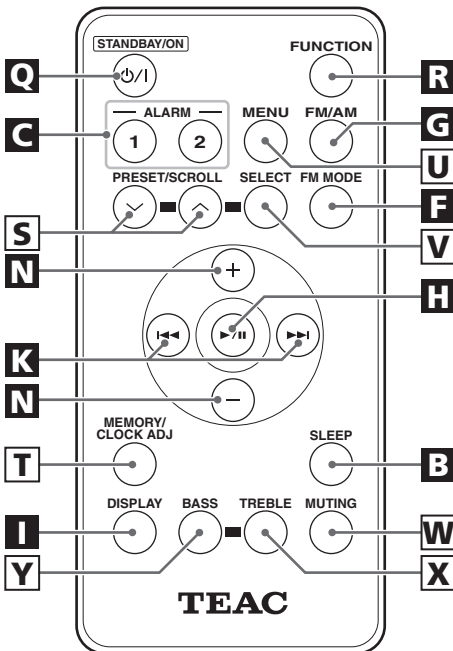 STANDBAY/ON
FUNCTION
Q
R
ALARM
MENU
FM/AM
C
1
2
G
U
PRESET/SCROLL
SELECT
FM MODE
F
S
V
N
H
K
N
MEMORY/
CLOCK ADJ
SLEEP
T
B
DISPLAY
BASS
TREBLE
MUTING
I
W
Y
X
TEAC